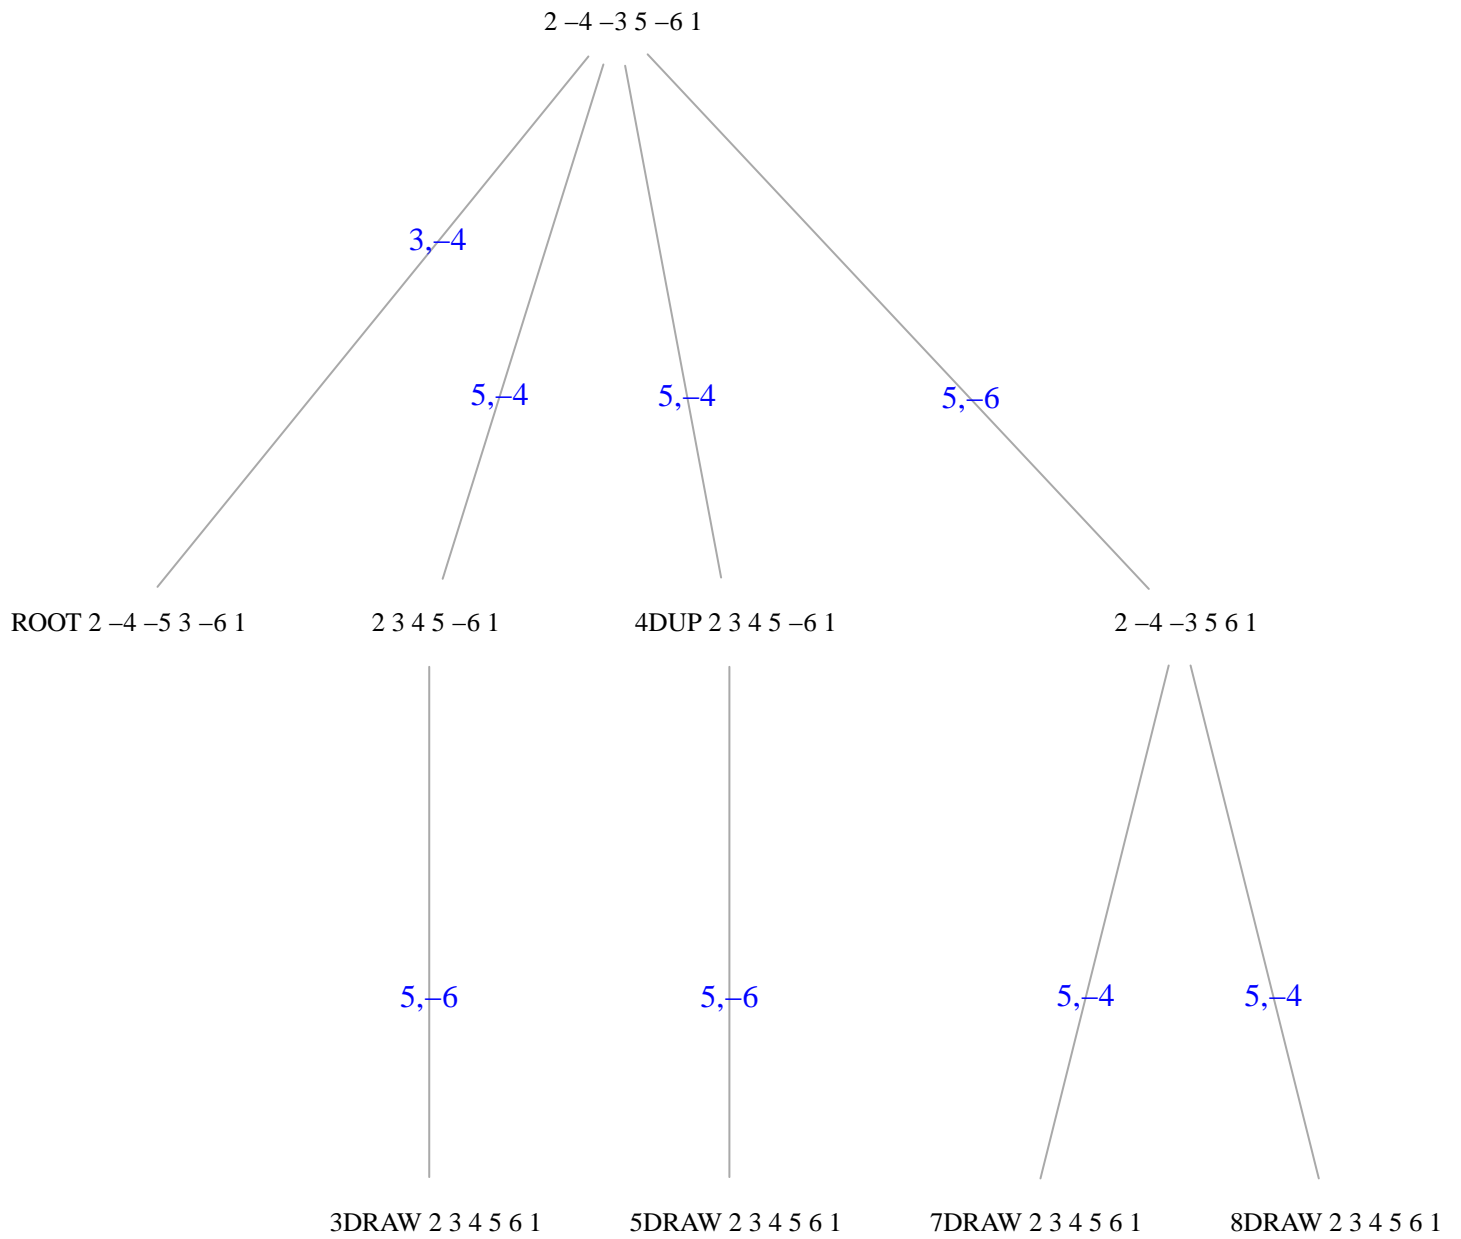 2 –4 –3 5 –6 1
3,–4
5,–4
5,–4
5,–6
ROOT 2 –4 –5 3 –6 1
2 3 4 5 –6 1
4DUP 2 3 4 5 –6 1
2 –4 –3 5 6 1
5,–6
5,–6
5,–4
5,–4
3DRAW 2 3 4 5 6 1
5DRAW 2 3 4 5 6 1
7DRAW 2 3 4 5 6 1
8DRAW 2 3 4 5 6 1